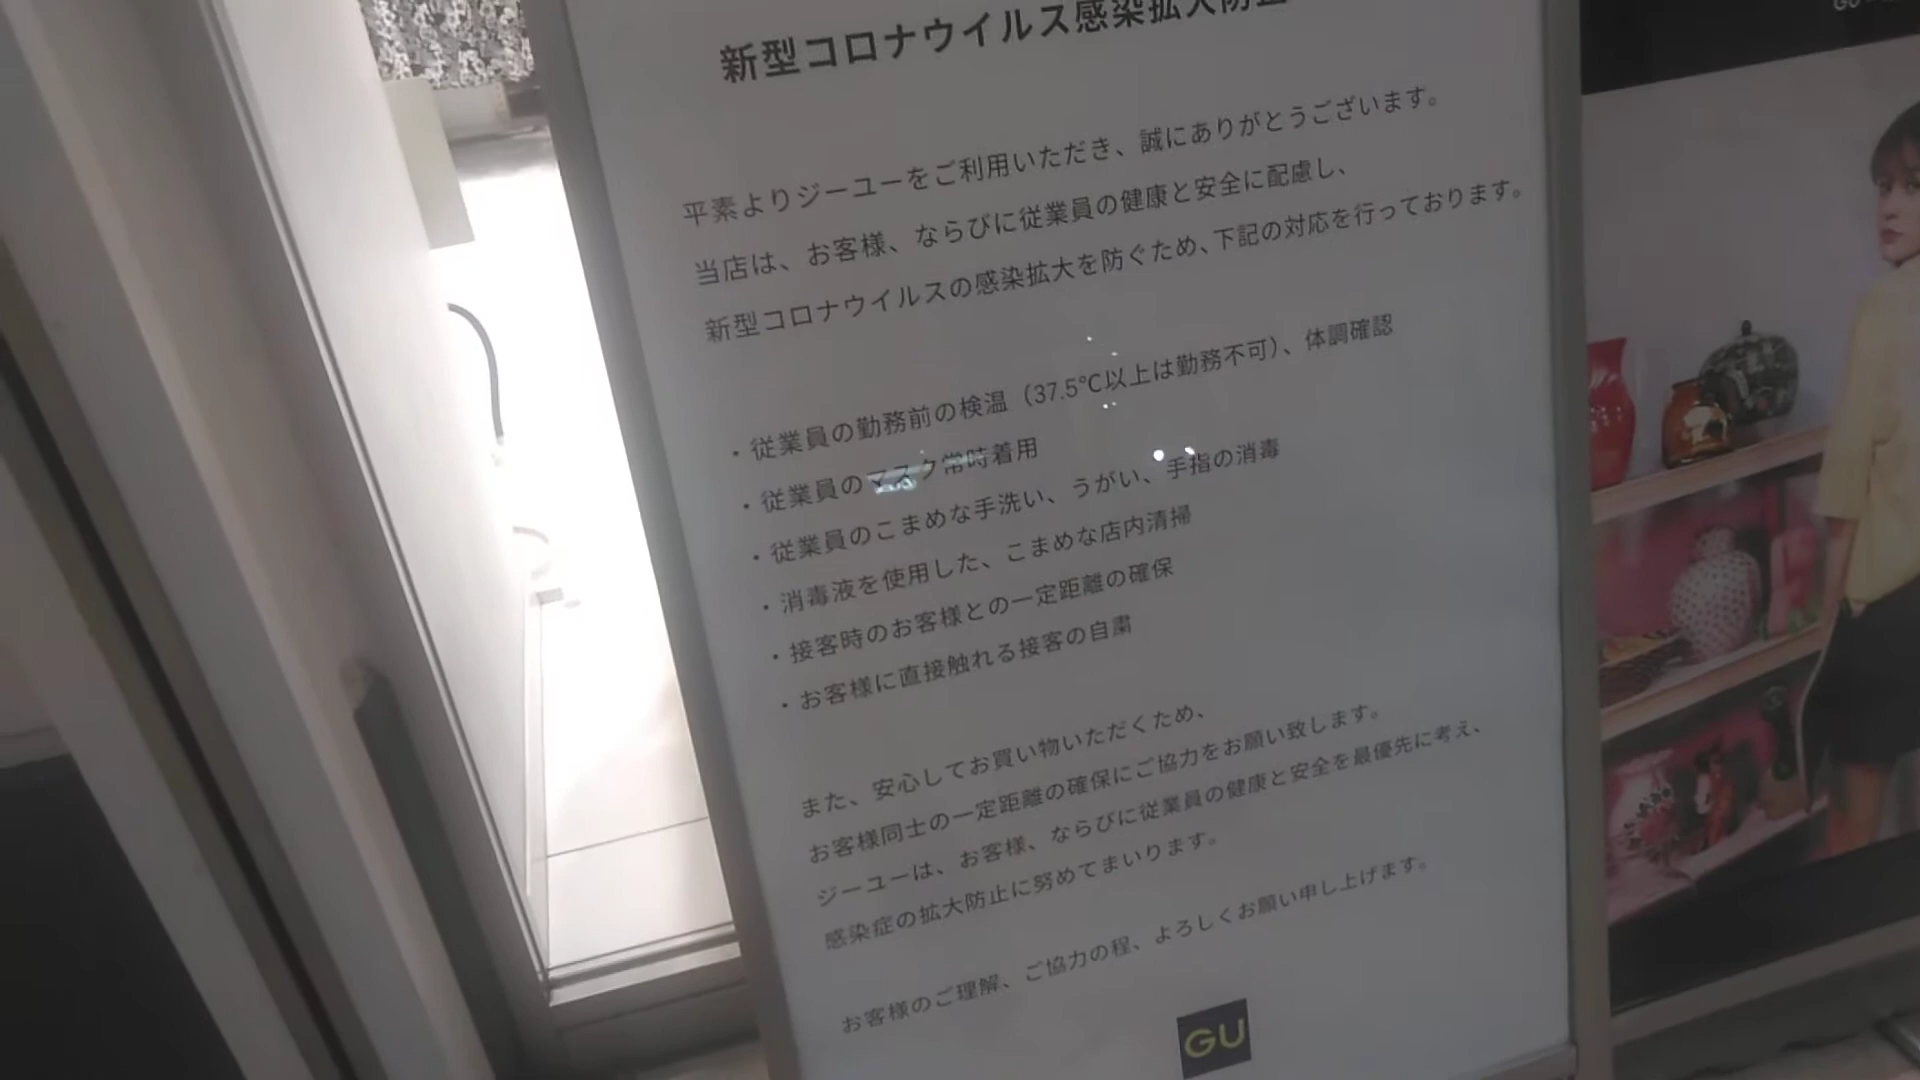 新型コロナウイルス感染拡大防止
平素よりジーユーをご利用いただき、誠にありがとうございます。
当店は、お客様、ならびに従業員の健康と安全に配慮し、
新型コロナウイルスの感染拡大を防ぐため、下記の対応を行っております。
・従業員の勤務前の検温（37.5℃以上は勤務不可）、体調確認
・従業員のマスク常時着用
・従業員のこまめな手洗い、うがい、手指の消毒
・消毒液を使用した、こまめな店内清掃
・接客時のお客様との一定距離の確保
・お客様に直接触れる接客の自粛
また、安心してお買い物いただくため、
お客様同士の一定距離の確保にご協力をお願い致します。
ジーユーは、お客様、ならびに従業員の健康と安全を最優先に考え、
感染症の拡大防止に努めてまいります。
お客様のご理解、ご協力の程、よろしくお願い申し上げます。
GU